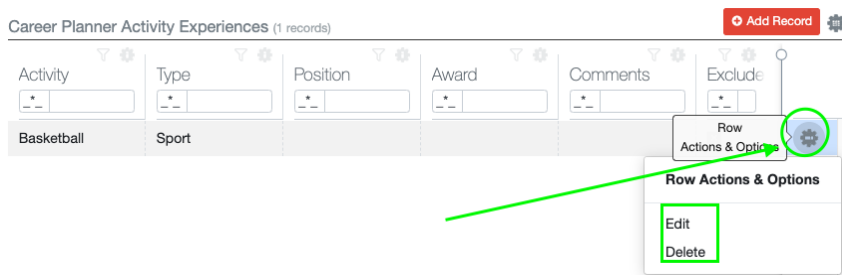 Career Planner Activity Experiences (1 records)
Add Record
Activity Type Position Award Comments Exclude
_*_ _*_ _*_ _*_ _*_ _*_
Basketball Sport
Row
Actions & Options
Row Actions & Options
Edit
Delete